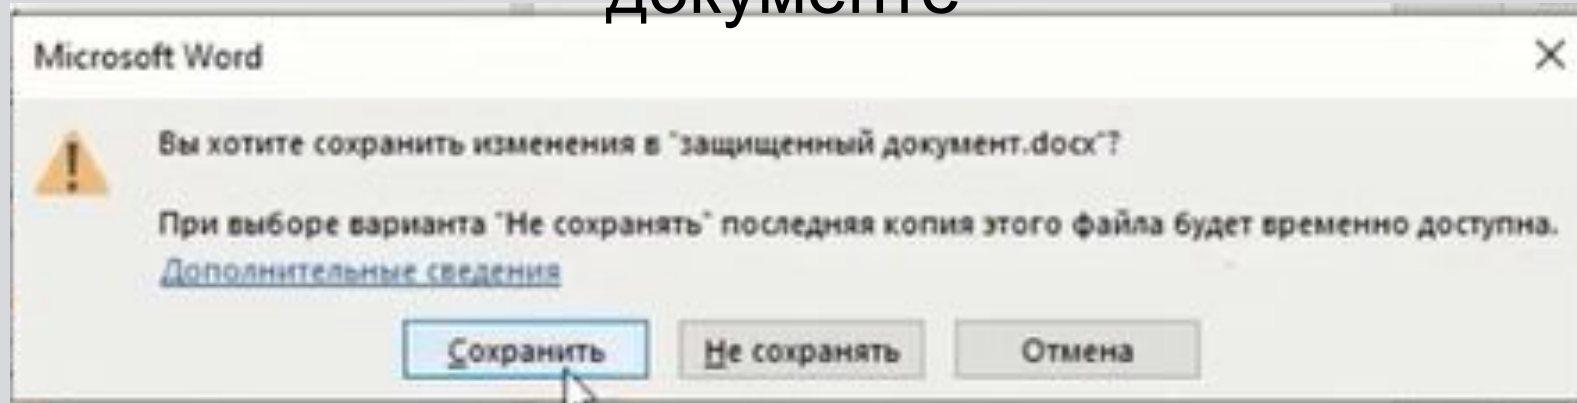 документе
Microsoft Word
Вы хотите сохранить изменения в "защищенный документ.docx"?
При выборе варианта "Не сохранять" последняя копия этого файла будет временно доступна.
Дополнительные сведения
Сохранить Не сохранять Отмена